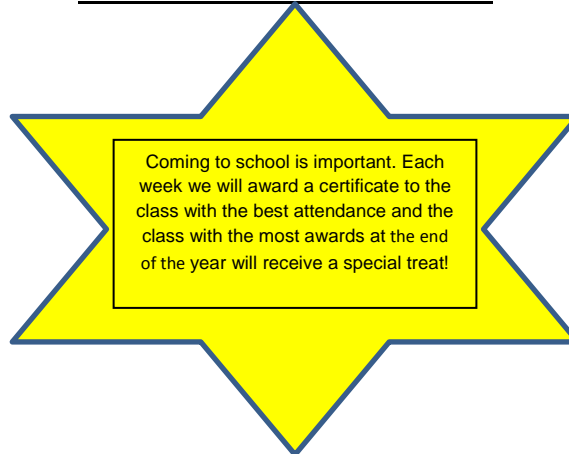 Coming to school is important. Each
week we will award a certificate to the
class with the best attendance and the
class with the most awards at the end
of the year will receive a special treat!